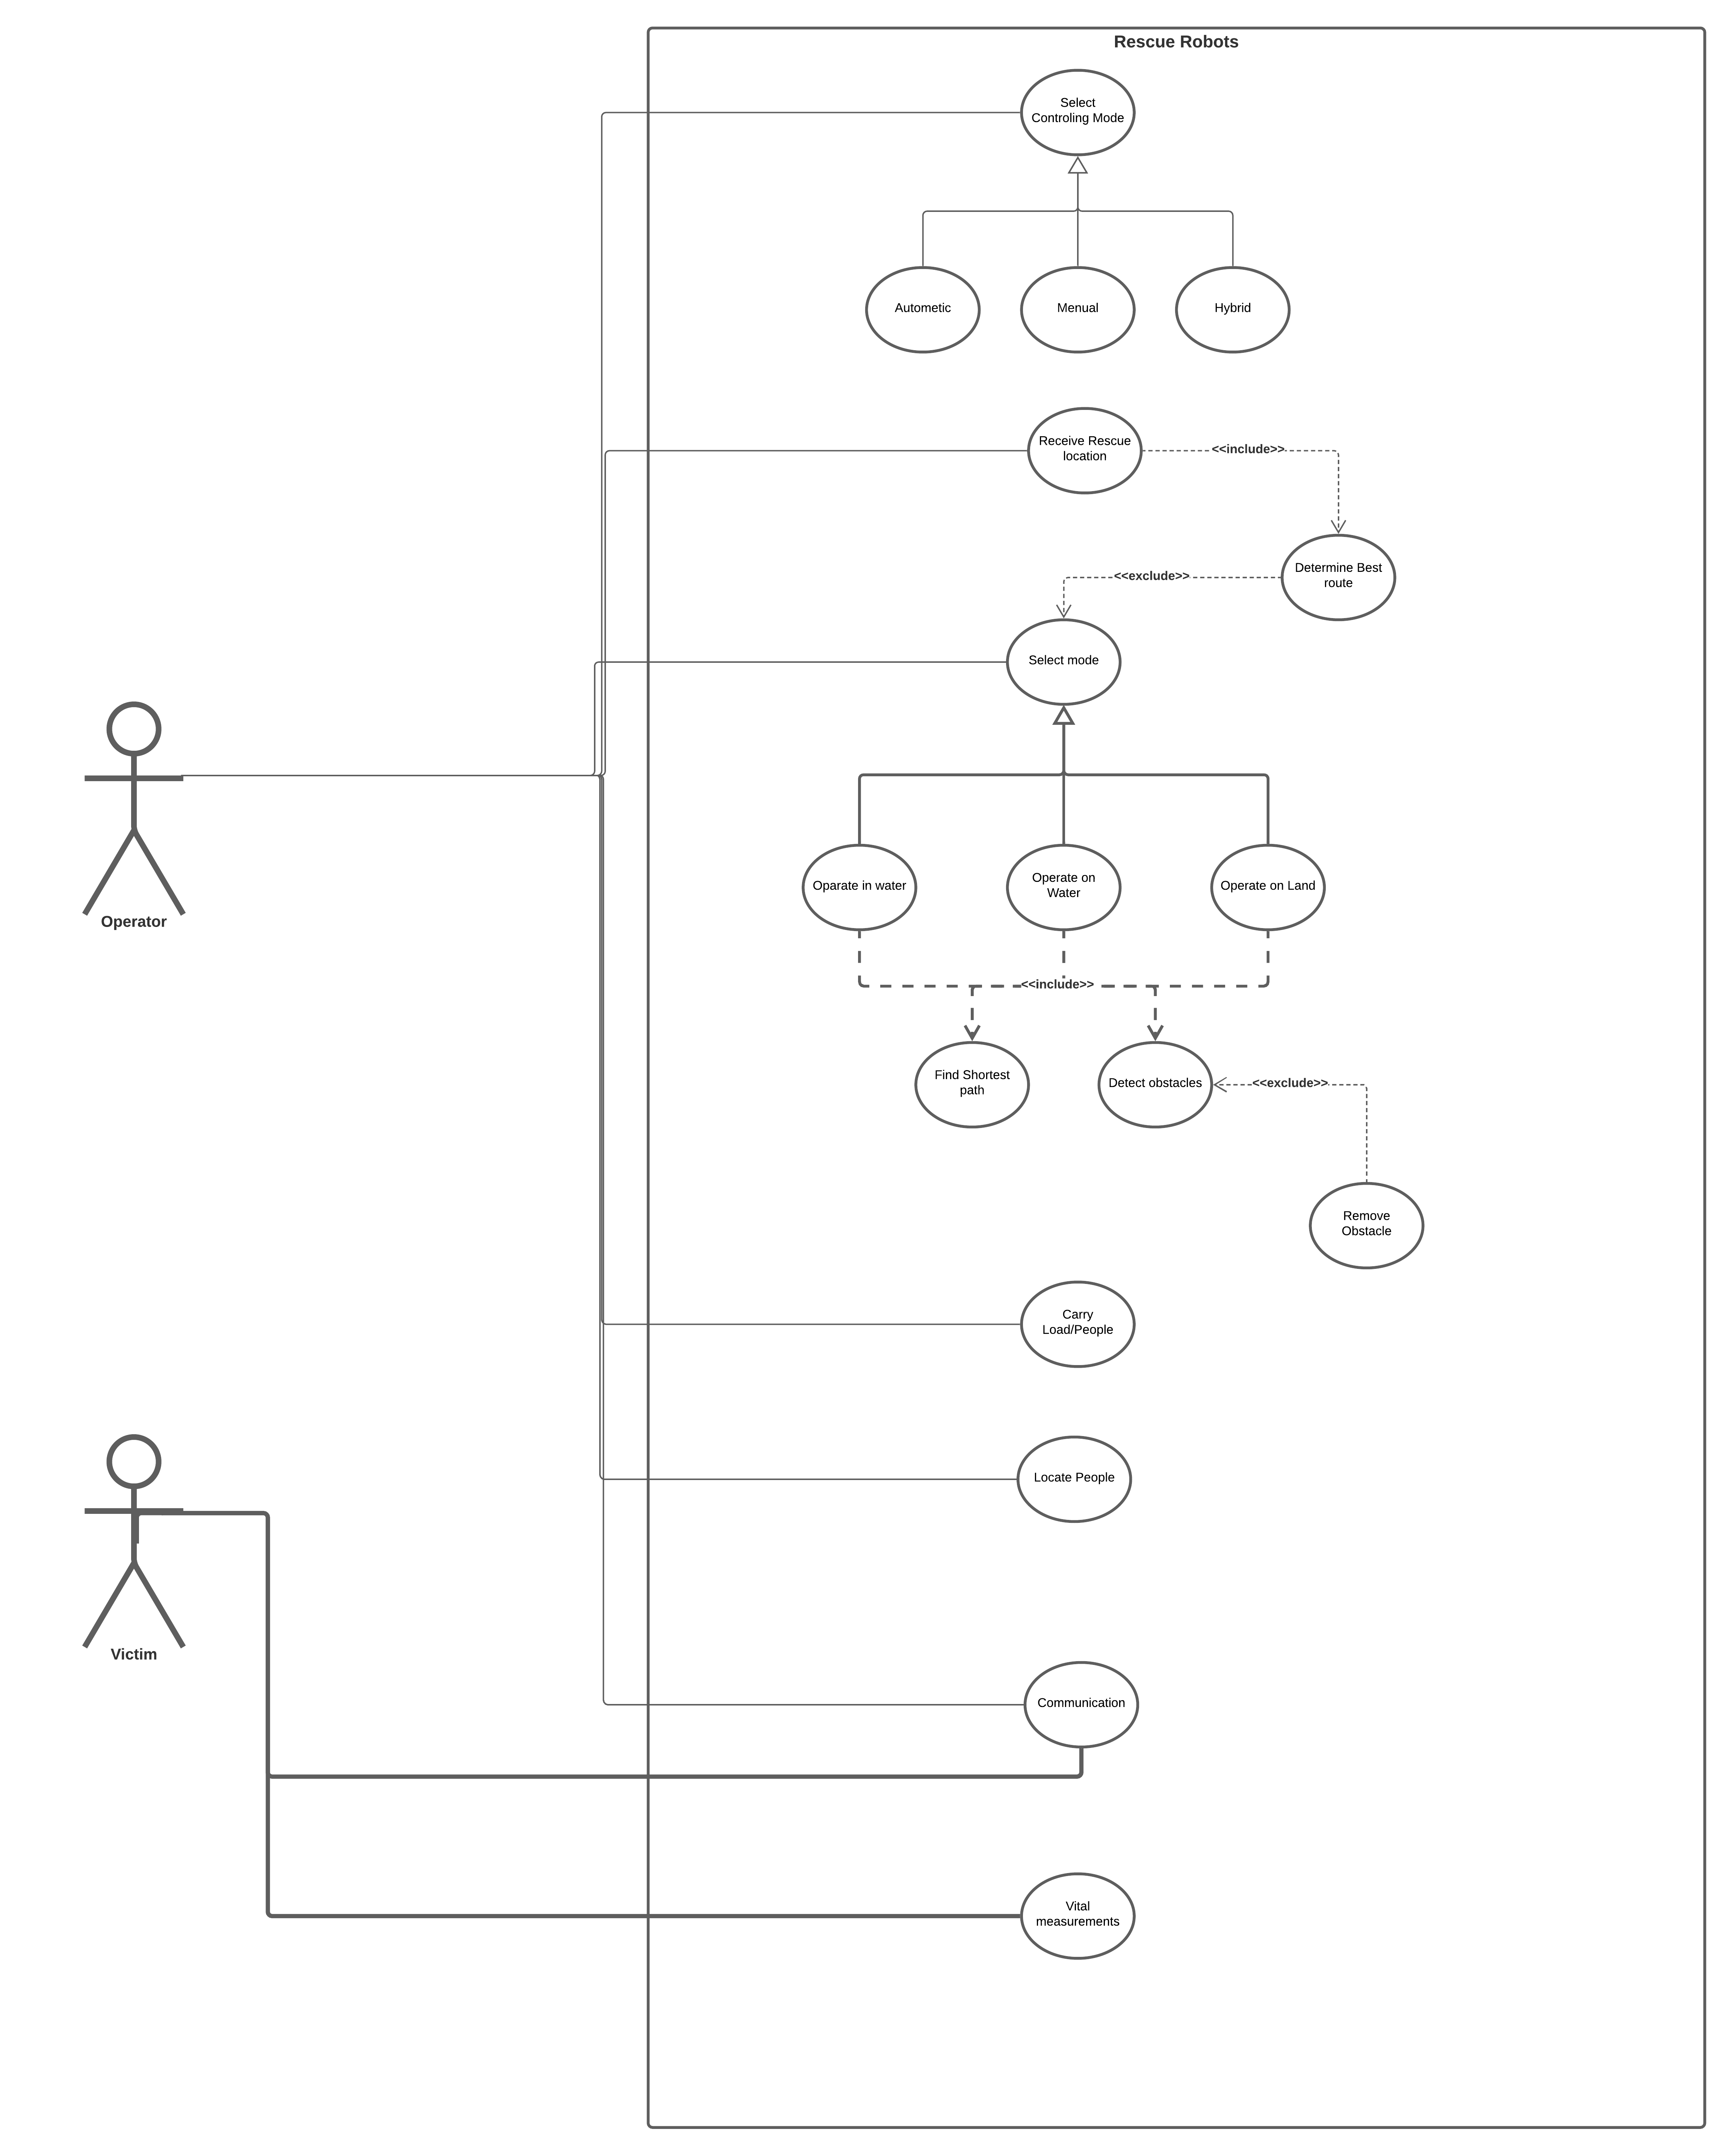 Rescue Robots
Select
Controling Mode
Autometic
Menual
Hybrid
Receive Rescue
location
<<include>>
Determine Best
route
<<exclude>>
Select mode
Operator
Oparate in water
Operate on
Water
Operate on Land
<<include>>
Find Shortest
path
Detect obstacles
<<exclude>>
Remove
Obstacle
Carry
Load/People
Locate People
Victim
Communication
Vital
measurements